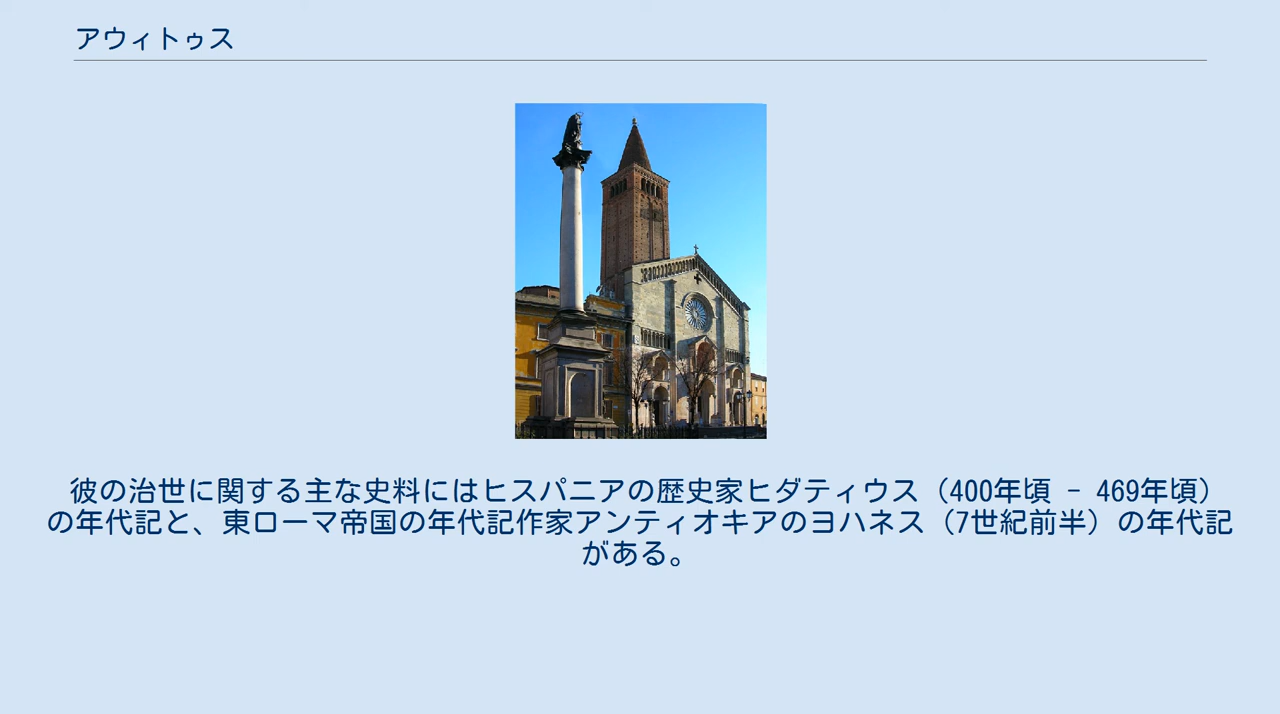 アウィトゥス
彼の治世に関する主な史料にはヒスパニアの歴史家ヒダティウス（400年頃 - 469年頃）
の年代記と、東ローマ帝国の年代記作家アンティオキアのヨハネス（7世紀前半）の年代記
がある。